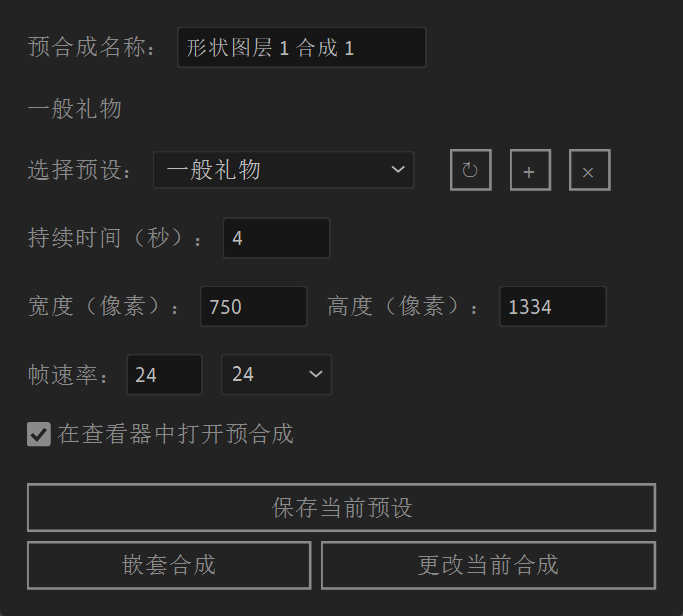 预合成名称： 形状图层 1 合成 1
一般礼物
选择预设： 一般礼物 ↻ + ×
持续时间（秒）： 4
宽度（像素）： 750 高度（像素）： 1334
帧速率： 24 24
在查看器中打开预合成
保存当前预设
嵌套合成 更改当前合成